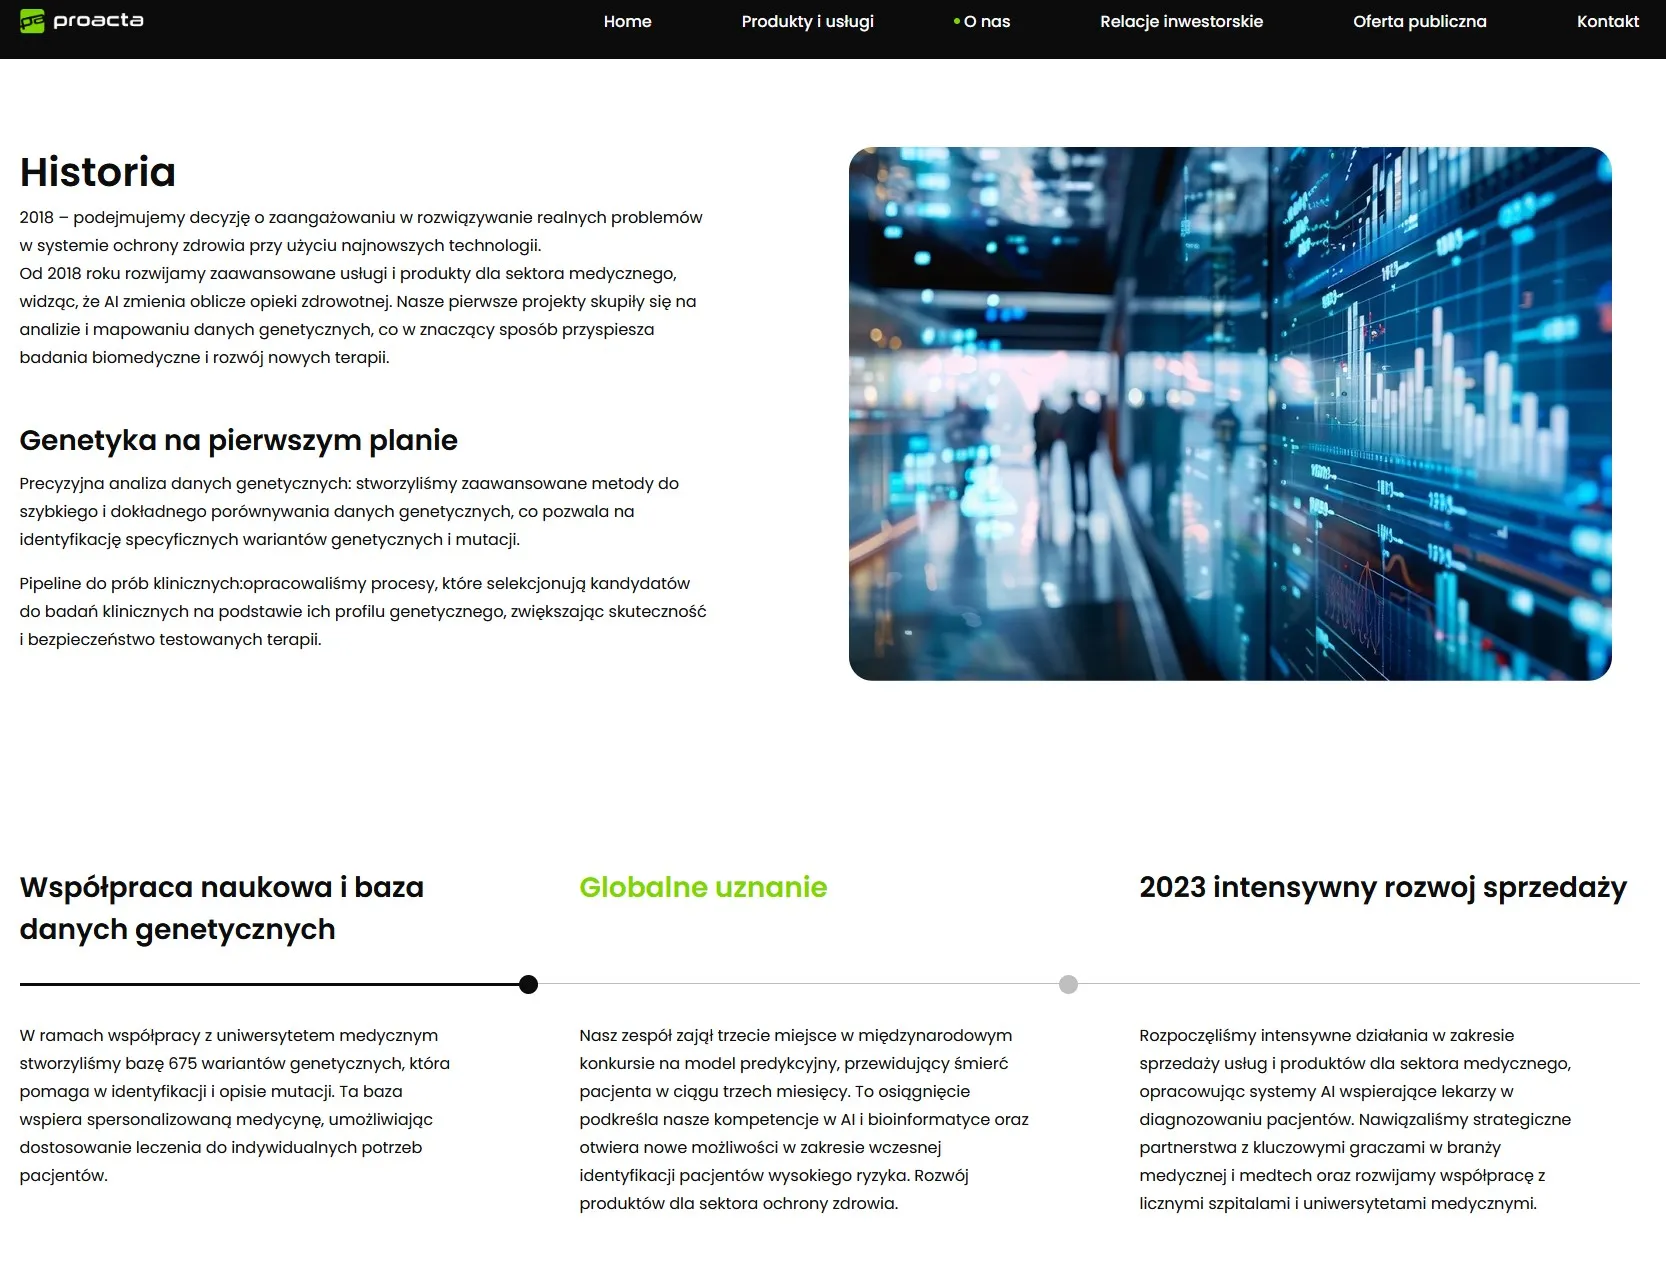 proacta
Home
Produkty i usługi
O nas
Relacje inwestorskie
Oferta publiczna
Kontakt
Historia
2018 – podejmujemy decyzję o zaangażowaniu w rozwiązywanie realnych problemów
w systemie ochrony zdrowia przy użyciu najnowszych technologii.
Od 2018 roku rozwijamy zaawansowane usługi i produkty dla sektora medycznego,
widząc, że AI zmienia oblicze opieki zdrowotnej. Nasze pierwsze projekty skupiły się na
analizie i mapowaniu danych genetycznych, co w znaczący sposób przyspiesza
badania biomedyczne i rozwój nowych terapii.
Genetyka na pierwszym planie
Precyzyjna analiza danych genetycznych: stworzyliśmy zaawansowane metody do
szybkiego i dokładnego porównywania danych genetycznych, co pozwala na
identyfikację specyficznych wariantów genetycznych i mutacji.
Pipeline do prób klinicznych:opracowaliśmy procesy, które selekcjonują kandydatów
do badań klinicznych na podstawie ich profilu genetycznego, zwiększając skuteczność
i bezpieczeństwo testowanych terapii.
Współpraca naukowa i baza
danych genetycznych
W ramach współpracy z uniwersytetem medycznym
stworzyliśmy bazę 675 wariantów genetycznych, która
pomaga w identyfikacji i opisie mutacji. Ta baza
wspiera spersonalizowaną medycynę, umożliwiając
dostosowanie leczenia do indywidualnych potrzeb
pacjentów.
Globalne uznanie
Nasz zespół zajął trzecie miejsce w międzynarodowym
konkursie na model predykcyjny, przewidujący śmierć
pacjenta w ciągu trzech miesięcy. To osiągnięcie
podkreśla nasze kompetencje w AI i bioinformatyce oraz
otwiera nowe możliwości w zakresie wczesnej
identyfikacji pacjentów wysokiego ryzyka. Rozwój
produktów dla sektora ochrony zdrowia.
2023 intensywny rozwoj sprzedaży
Rozpoczęliśmy intensywne działania w zakresie
sprzedaży usług i produktów dla sektora medycznego,
opracowując systemy AI wspierające lekarzy w
diagnozowaniu pacjentów. Nawiązaliśmy strategiczne
partnerstwa z kluczowymi graczami w branży
medycznej i medtech oraz rozwijamy współpracę z
licznymi szpitalami i uniwersytetami medycznymi.